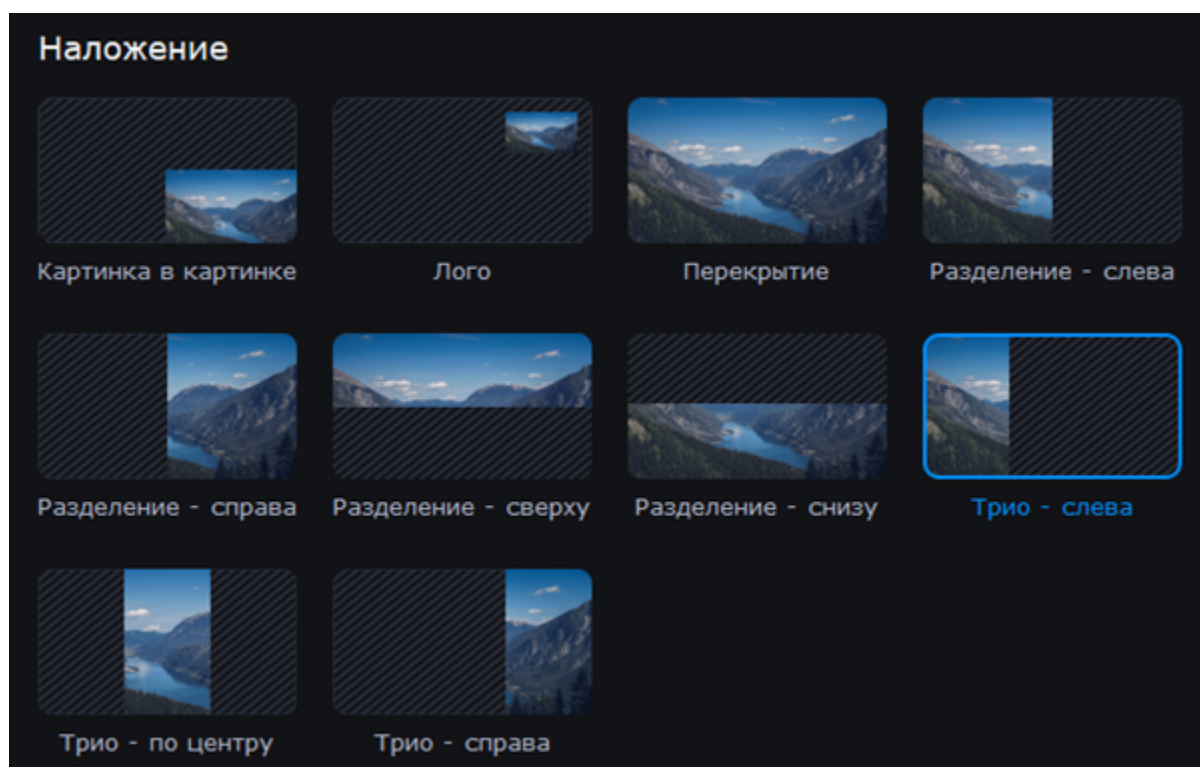 Наложение
Картинка в картинке
Лого
Перекрытие
Разделение - слева
Разделение - справа
Разделение - сверху
Разделение - снизу
Трио - слева
Трио - по центру
Трио - справа